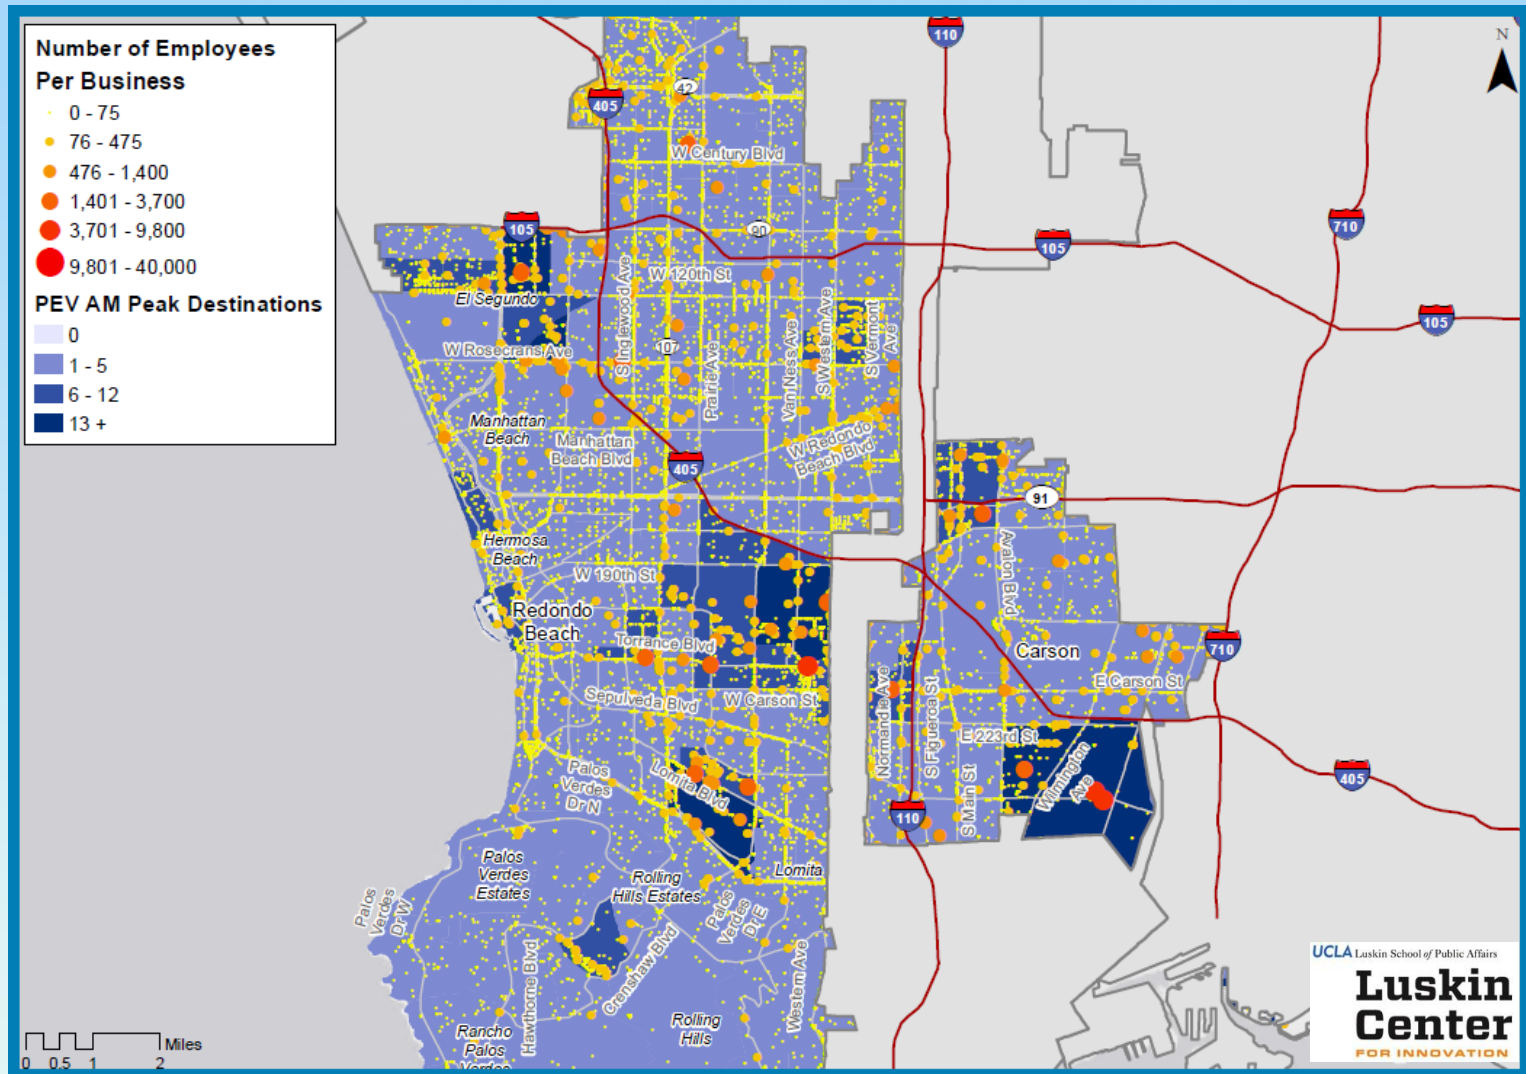 Number of Employees
Per Business
0 - 75
76 - 475
476 - 1,400
1,401 - 3,700
3,701 - 9,800
9,801 - 40,000
PEV AM Peak Destinations
0
1 - 5
6 - 12
13 +
N
110
405
42
W Century Blvd
105
90
105
710
105
W 120th St
El Segundo
S Inglewood Ave
107
Prairie Ave
Van Ness Ave
S Western Ave
S Vermont
Ave
W Rosecrans Ave
Manhattan
Beach
Manhattan
Beach Blvd
W Redondo
Beach Blvd
405
91
Hermosa
Beach
W 190th St
Avalon Blvd
Redondo
Beach
Torrance Blvd
Carson
710
E Carson St
Sepulveda Blvd
W Carson St
Normandie Ave
S Figueroa St
E 223rd St
S Main St
Wilmington
Ave
405
110
Palos
Verdes
Dr N
Lomita Blvd
Palos
Verdes
Estates
Rolling
Hills Estates
Lomita
Palos
Verdes
Dr W
Palos
Verdes
Dr E
Hawthorne Blvd
Crenshaw Blvd
Western Ave
Rolling
Hills
Rancho
Palos
Verdes
0 0.5 1 2 Miles
UCLA Luskin School of Public Affairs
Luskin
Center
FOR INNOVATION